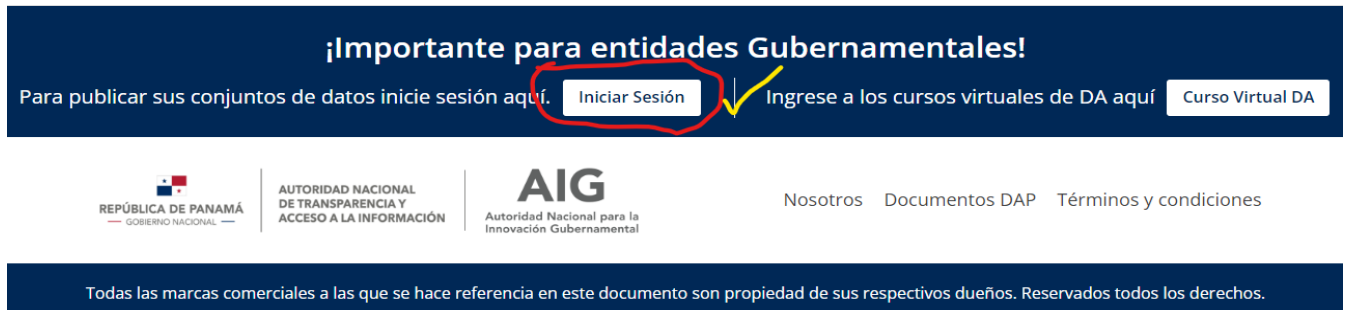 ¡Importante para entidades Gubernamentales!
Para publicar sus conjuntos de datos inicie sesión aquí. Iniciar Sesión Ingrese a los cursos virtuales de DA aquí Curso Virtual DA
REPÚBLICA DE PANAMÁ
— GOBIERNO NACIONAL —
AUTORIDAD NACIONAL
DE TRANSPARENCIA Y
ACCESO A LA INFORMACIÓN
AIG
Autoridad Nacional para la
Innovación Gubernamental
Nosotros Documentos DAP Términos y condiciones
Todas las marcas comerciales a las que se hace referencia en este documento son propiedad de sus respectivos dueños. Reservados todos los derechos.